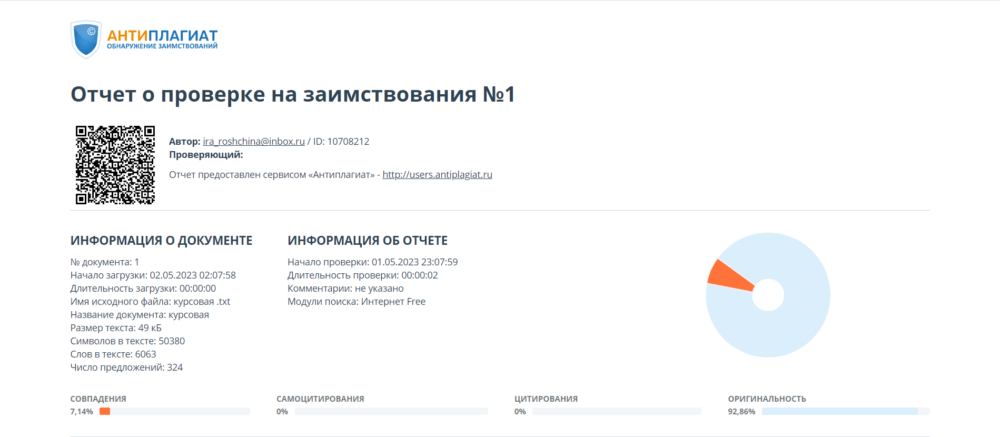 ©
АНТИПЛАГИАТ
ОБНАРУЖЕНИЕ ЗАИМСТВОВАНИЙ
Отчет о проверке на заимствования №1
Автор: ira_roshchina@inbox.ru / ID: 10708212
Проверяющий:
Отчет предоставлен сервисом «Антиплагиат» - http://users.antiplagiat.ru
ИНФОРМАЦИЯ О ДОКУМЕНТЕ
№ документа: 1
Начало загрузки: 02.05.2023 02:07:58
Длительность загрузки: 00:00:00
Имя исходного файла: курсовая .txt
Название документа: курсовая
Размер текста: 49 кБ
Символов в тексте: 50380
Слов в тексте: 6063
Число предложений: 324
ИНФОРМАЦИЯ ОБ ОТЧЕТЕ
Начало проверки: 01.05.2023 23:07:59
Длительность проверки: 00:00:02
Комментарии: не указано
Модули поиска: Интернет Free
СОВПАДЕНИЯ
7,14%
САМОЦИТИРОВАНИЯ
0%
ЦИТИРОВАНИЯ
0%
ОРИГИНАЛЬНОСТЬ
92,86%